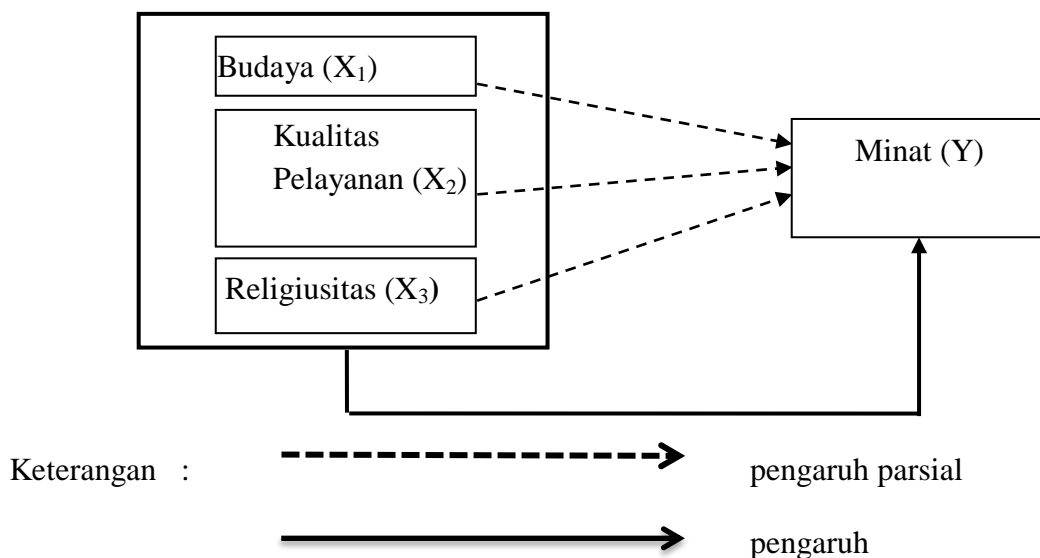 Budaya (X₁)
Kualitas
Pelayanan (X₂)
Religiusitas (X₃)
Minat (Y)
Keterangan :
pengaruh parsial
pengaruh